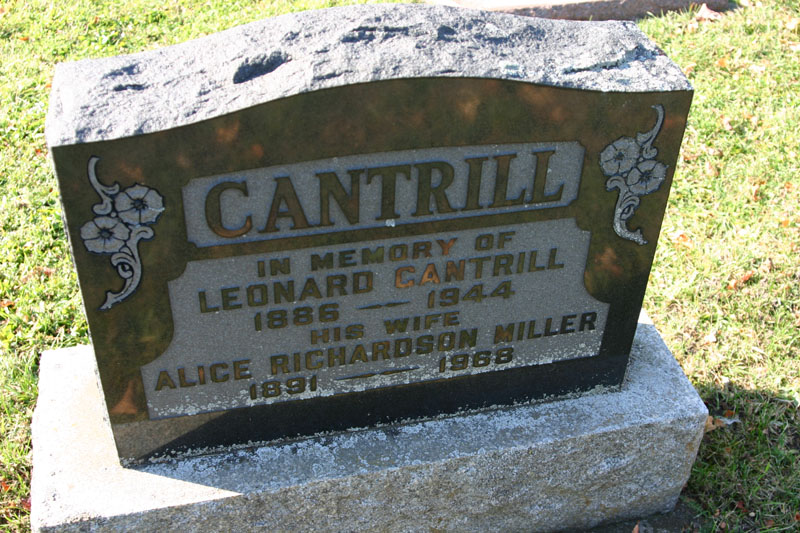 CANTRILL
IN MEMORY OF
LEONARD CANTRILL
1886 — 1944
HIS WIFE
ALICE RICHARDSON MILLER
1891 — 1968